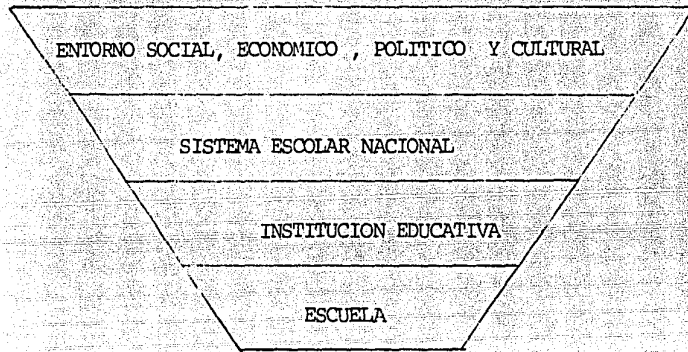 ENTORNO SOCIAL, ECONOMICO , POLITICO Y CULTURAL
SISTEMA ESCOLAR NACIONAL
INSTITUCION EDUCATIVA
ESCUELA